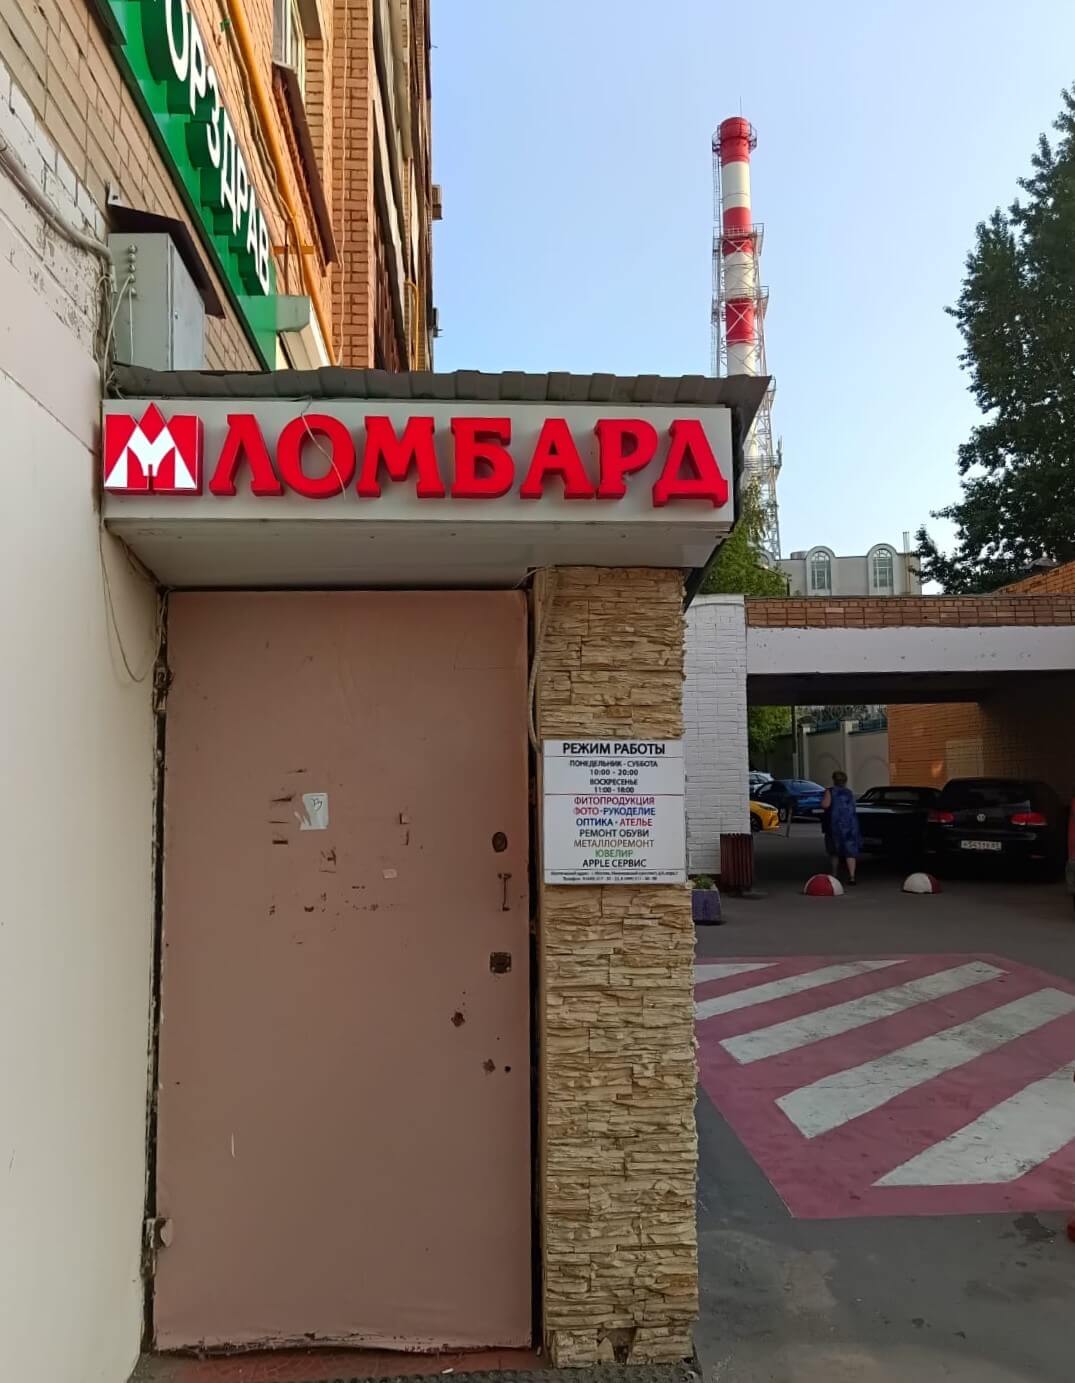 ОРЗДРАВ
М ЛОМБАРД
РЕЖИМ РАБОТЫ
ПОНЕДЕЛЬНИК - СУББОТА
10:00 - 20:00
ВОСКРЕСЕНЬЕ
11:00 - 18:00
ФИТОПРОДУКЦИЯ
ФОТО · РУКОДЕЛИЕ
ОПТИКА · АТЕЛЬЕ
РЕМОНТ ОБУВИ
МЕТАЛЛОРЕМОНТ
ЮВЕЛИР
APPLE СЕРВИС